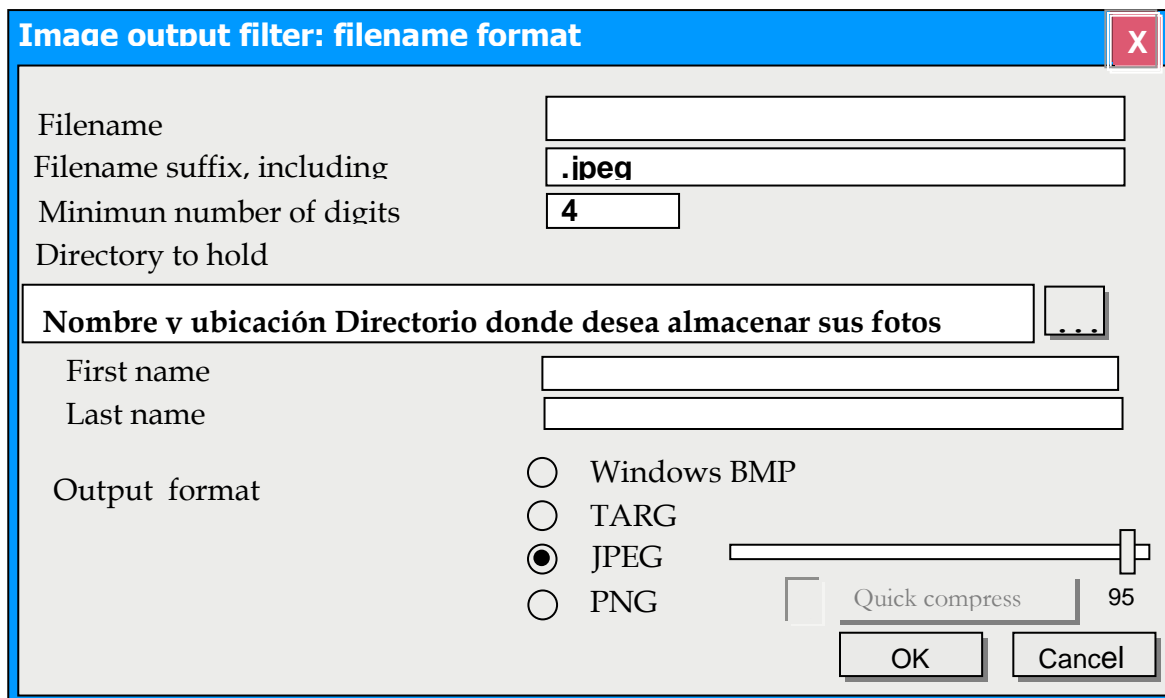 Image output filter: filename format
X
Filename
Filename suffix, including
.jpeg
Minimun number of digits
4
Directory to hold
Nombre y ubicación Directorio donde desea almacenar sus fotos
...
First name
Last name
Output format
Windows BMP
TARG
JPEG
PNG
Quick compress
95
OK
Cancel